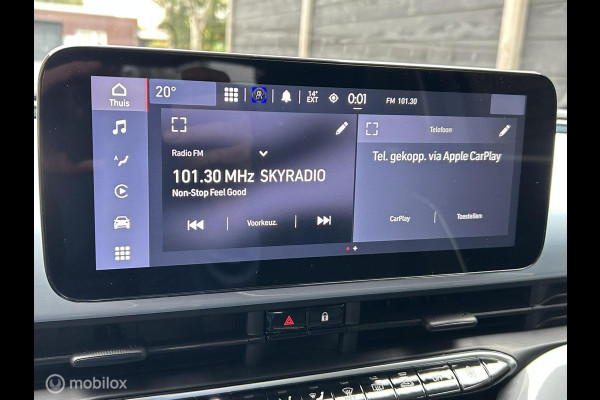 20° 14° EXT 0:01 FM 101.30
Thuis
Telefoon
Radio FM
Tel. gekopp. via Apple CarPlay
101.30 MHz SKYRADIO
Non-Stop Feel Good
Voorkeuz. CarPlay Toestellen
mobilox